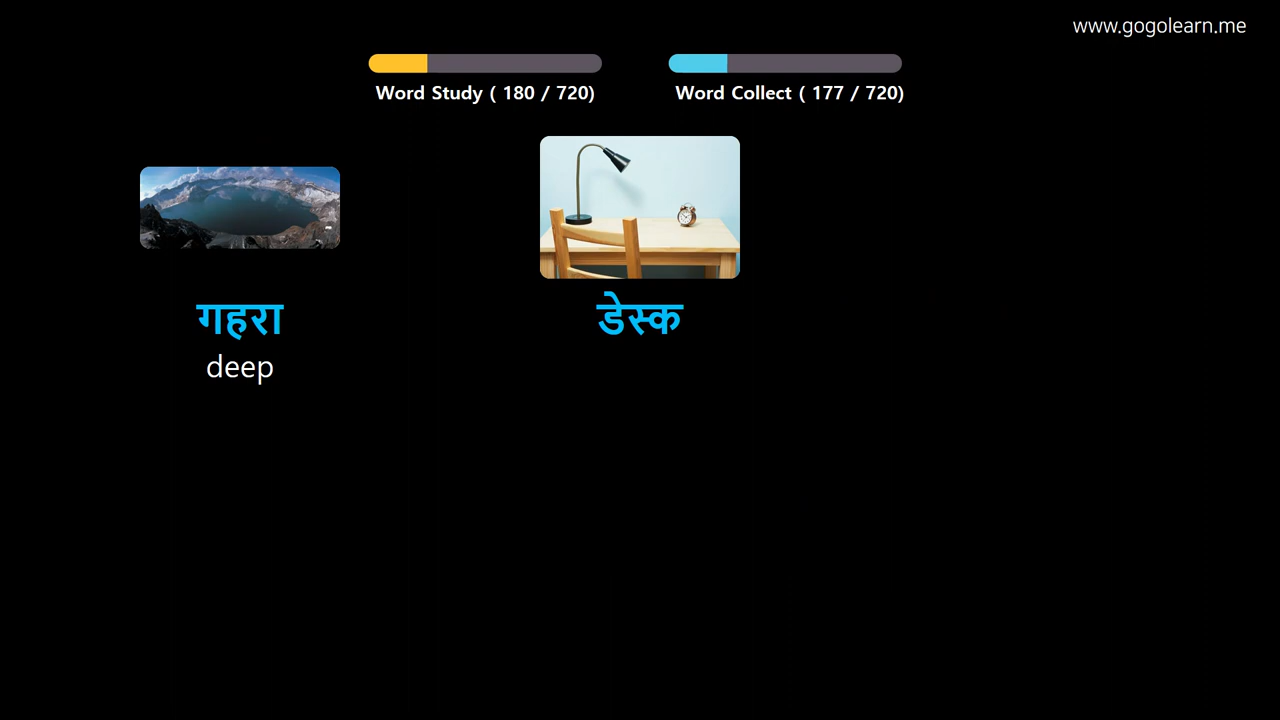 www.gogolearn.me
Word Study ( 180 / 720)
Word Collect ( 177 / 720)
गहरा
deep
डेस्क